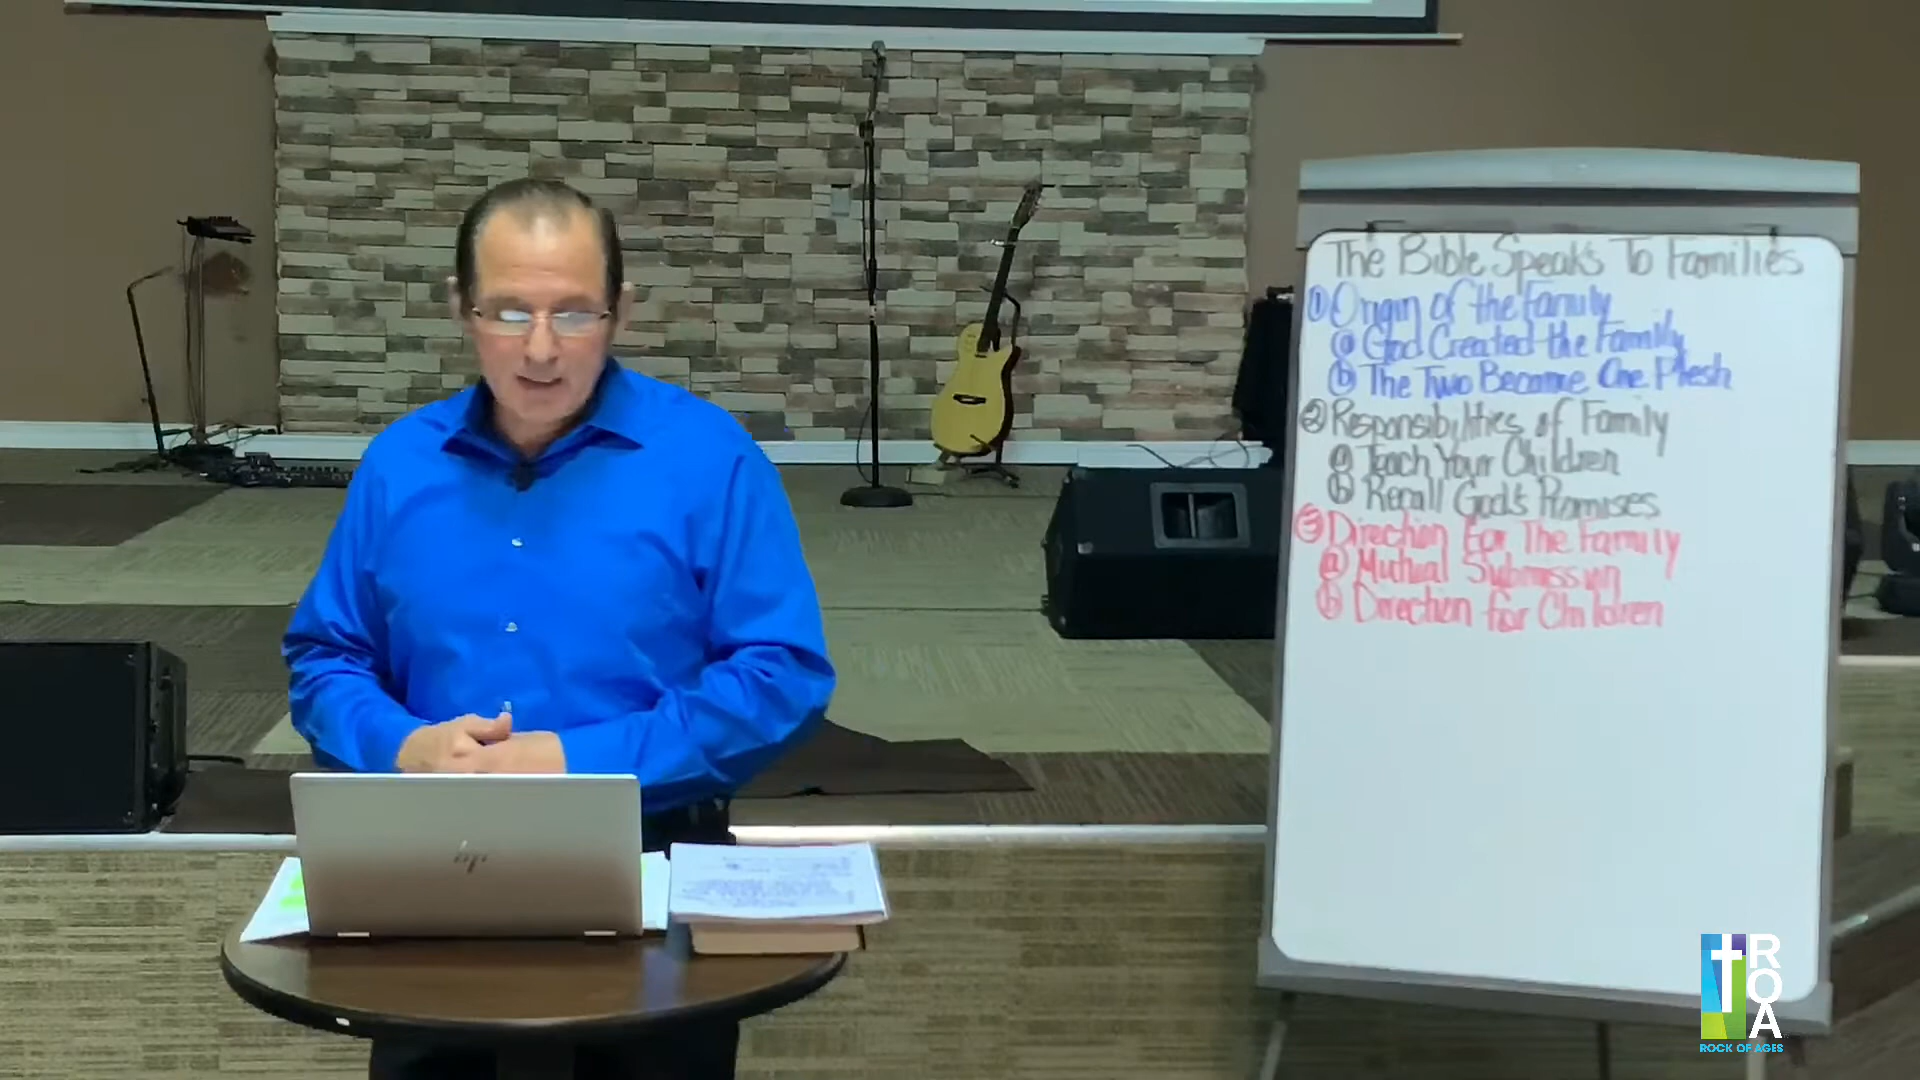 The Bible Speaks To Families
① Origin of the Family
ⓐ God Created the Family
ⓑ The Two Become One Flesh
② Responsibilities of Family
ⓐ Teach Your Children
ⓑ Recall God's Promises
③ Direction For The Family
ⓐ Mutual Submission
ⓑ Direction for Children
hp
ROA
ROCK OF AGES